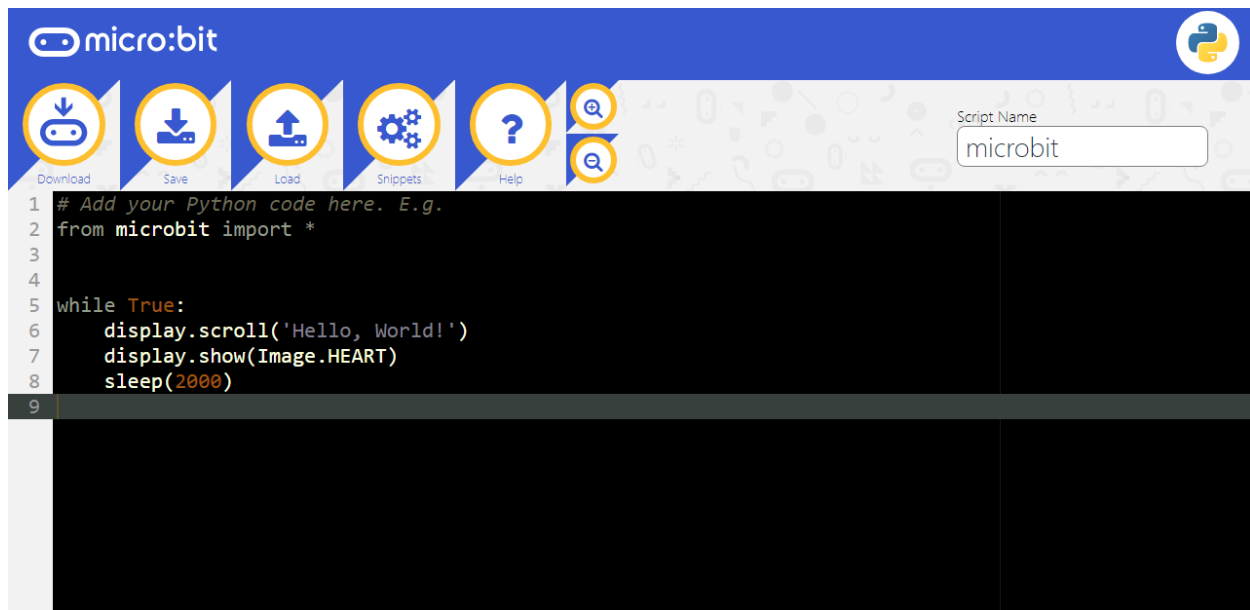 micro:bit
Download Save Load Snippets Help
Script Name
microbit
1 # Add your Python code here. E.g.
2 from microbit import *
3
4
5 while True:
6     display.scroll('Hello, World!')
7     display.show(Image.HEART)
8     sleep(2000)
9